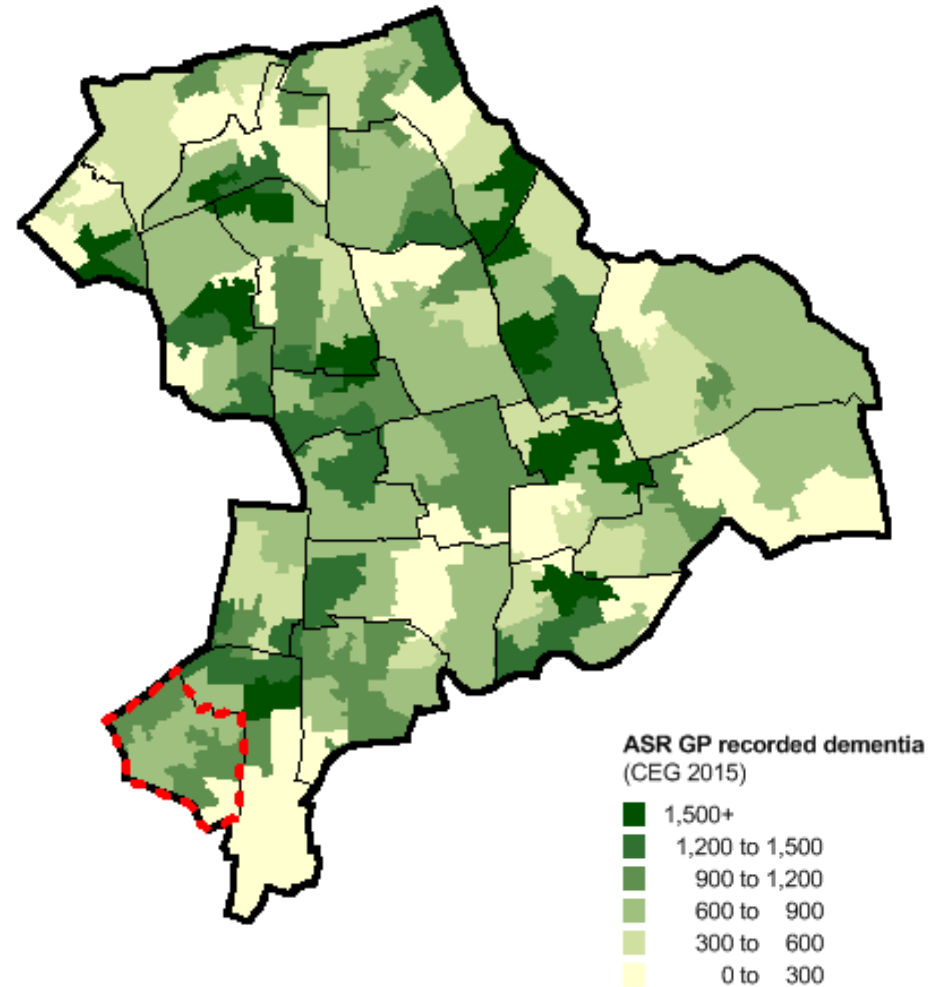 ASR GP recorded dementia
(CEG 2015)
1,500+
1,200 to 1,500
900 to 1,200
600 to 900
300 to 600
0 to 300